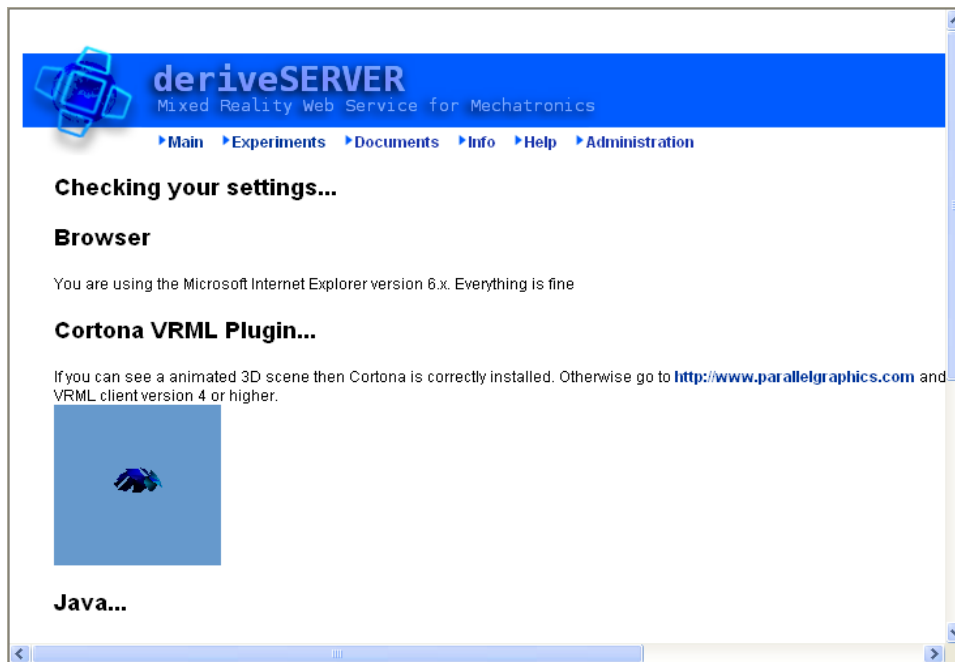 deriveSERVER
Mixed Reality Web Service for Mechatronics
Main Experiments Documents Info Help Administration
Checking your settings...
Browser
You are using the Microsoft Internet Explorer version 6.x. Everything is fine
Cortona VRML Plugin...
If you can see a animated 3D scene then Cortona is correctly installed. Otherwise go to http://www.parallelgraphics.com and
VRML client version 4 or higher.
Java...